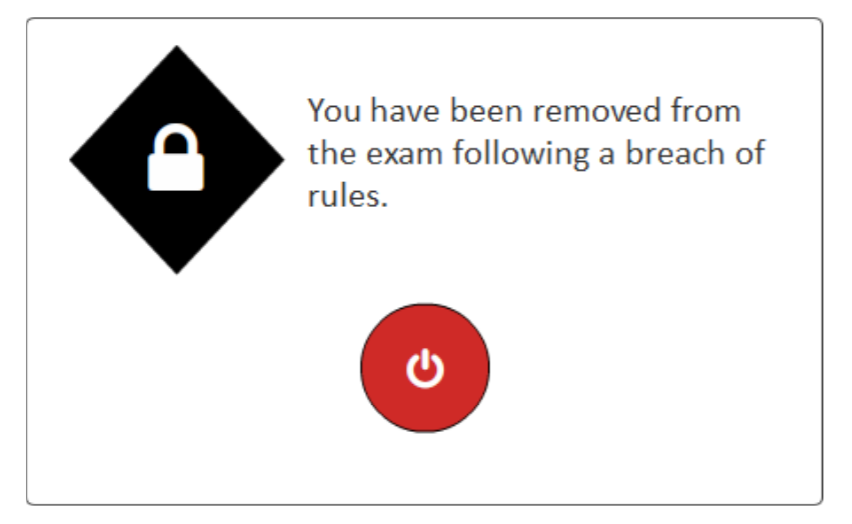 You have been removed from
the exam following a breach of
rules.